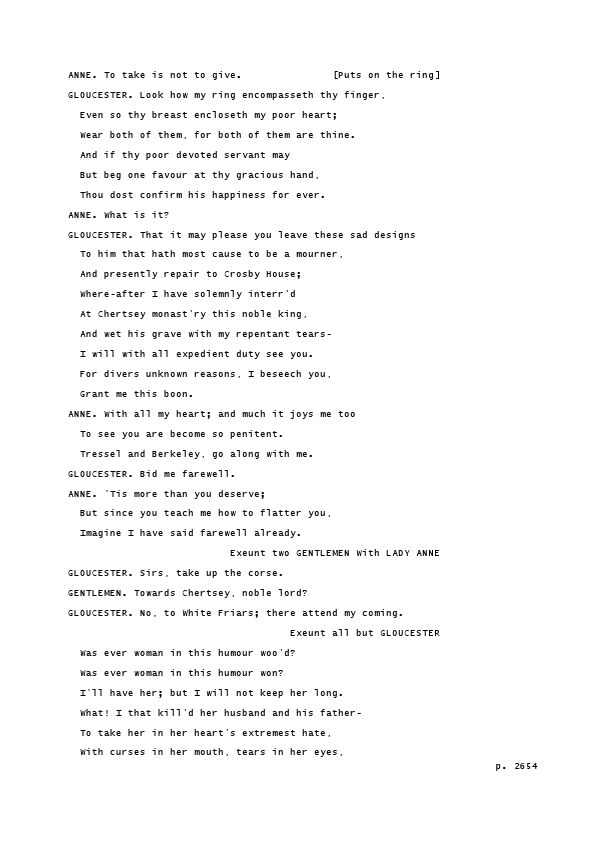 ANNE. To take is not to give. [Puts on the ring]
GLOUCESTER. Look how my ring encompasseth thy finger,
Even so thy breast encloseth my poor heart;
Wear both of them, for both of them are thine.
And if thy poor devoted servant may
But beg one favour at thy gracious hand,
Thou dost confirm his happiness for ever.
ANNE. What is it?
GLOUCESTER. That it may please you leave these sad designs
To him that hath most cause to be a mourner,
And presently repair to Crosby House;
Where-after I have solemnly interr'd
At Chertsey monast'ry this noble king,
And wet his grave with my repentant tears-
I will with all expedient duty see you.
For divers unknown reasons, I beseech you,
Grant me this boon.
ANNE. With all my heart; and much it joys me too
To see you are become so penitent.
Tressel and Berkeley, go along with me.
GLOUCESTER. Bid me farewell.
ANNE. 'Tis more than you deserve;
But since you teach me how to flatter you,
Imagine I have said farewell already.
Exeunt two GENTLEMEN With LADY ANNE
GLOUCESTER. Sirs, take up the corse.
GENTLEMEN. Towards Chertsey, noble lord?
GLOUCESTER. No, to White Friars; there attend my coming.
Exeunt all but GLOUCESTER
Was ever woman in this humour woo'd?
Was ever woman in this humour won?
I'll have her; but I will not keep her long.
What! I that kill'd her husband and his father-
To take her in her heart's extremest hate,
With curses in her mouth, tears in her eyes,
p. 2654